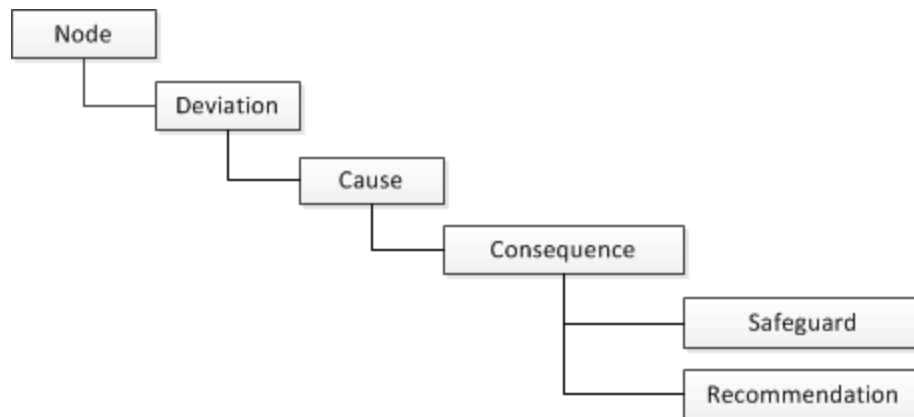 Node
Deviation
Cause
Consequence
Safeguard
Recommendation